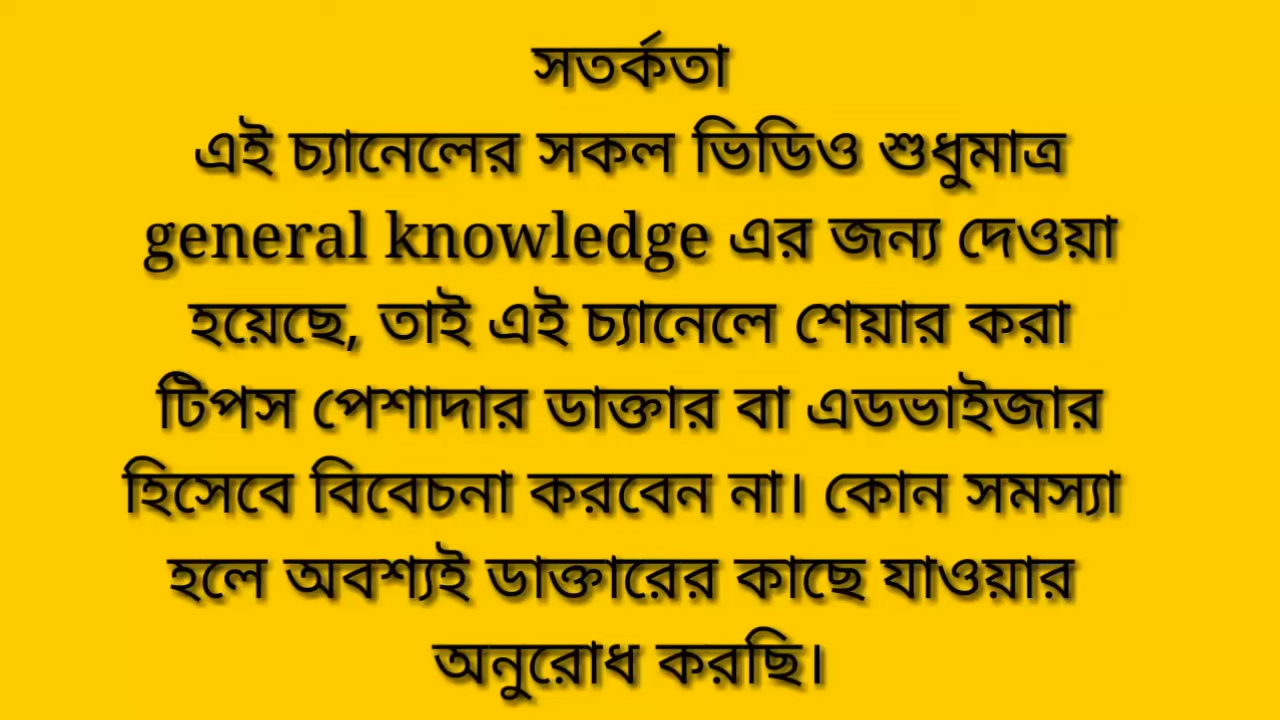 সতর্কতা
এই চ্যানেলের সকল ভিডিও শুধুমাত্র
general knowledge এর জন্য দেওয়া
হয়েছে, তাই এই চ্যানেলে শেয়ার করা
টিপস পেশাদার ডাক্তার বা এডভাইজার
হিসেবে বিবেচনা করবেন না। কোন সমস্যা
হলে অবশ্যই ডাক্তারের কাছে যাওয়ার
অনুরোধ করছি।